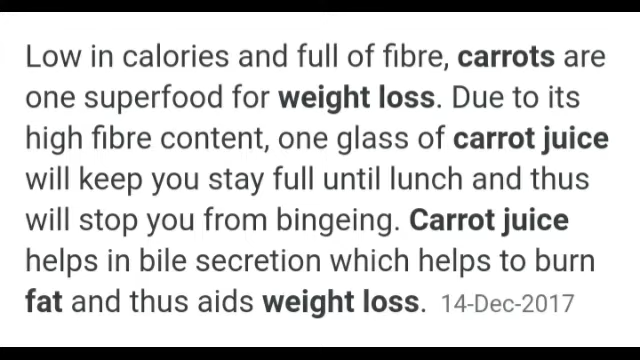 Low in calories and full of fibre, carrots are
one superfood for weight loss. Due to its
high fibre content, one glass of carrot juice
will keep you stay full until lunch and thus
will stop you from bingeing. Carrot juice
helps in bile secretion which helps to burn
fat and thus aids weight loss. 14-Dec-2017